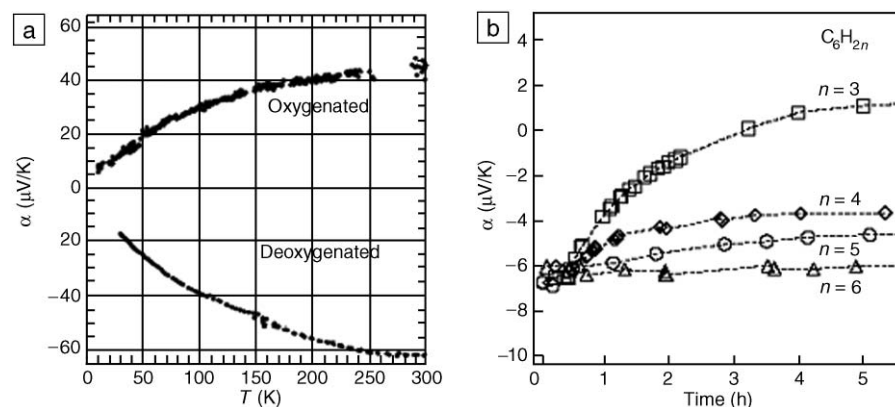 a
60
40
20
0
20
−40
−60
α (μV/K)
Oxygenated
Deoxygenated
0 50 100 150 200 250 300
T (K)
b
4
2
0
−2
−4
−6
−8
−10
α (μV/K)
C₆H₂ₙ
n = 3
n = 4
n = 5
n = 6
0 1 2 3 4 5
Time (h)